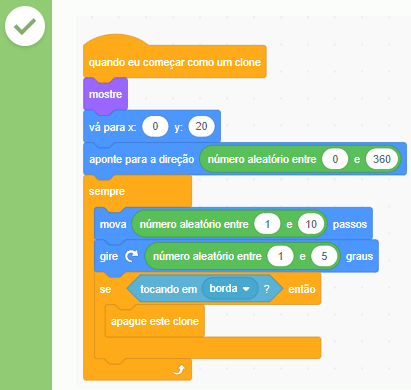 quando eu começar como um clone
mostre
vá para x: 0 y: 20
aponte para a direção número aleatório entre 0 e 360
sempre
mova número aleatório entre 1 e 10 passos
gire número aleatório entre 1 e 5 graus
se tocando em borda ? então
apague este clone